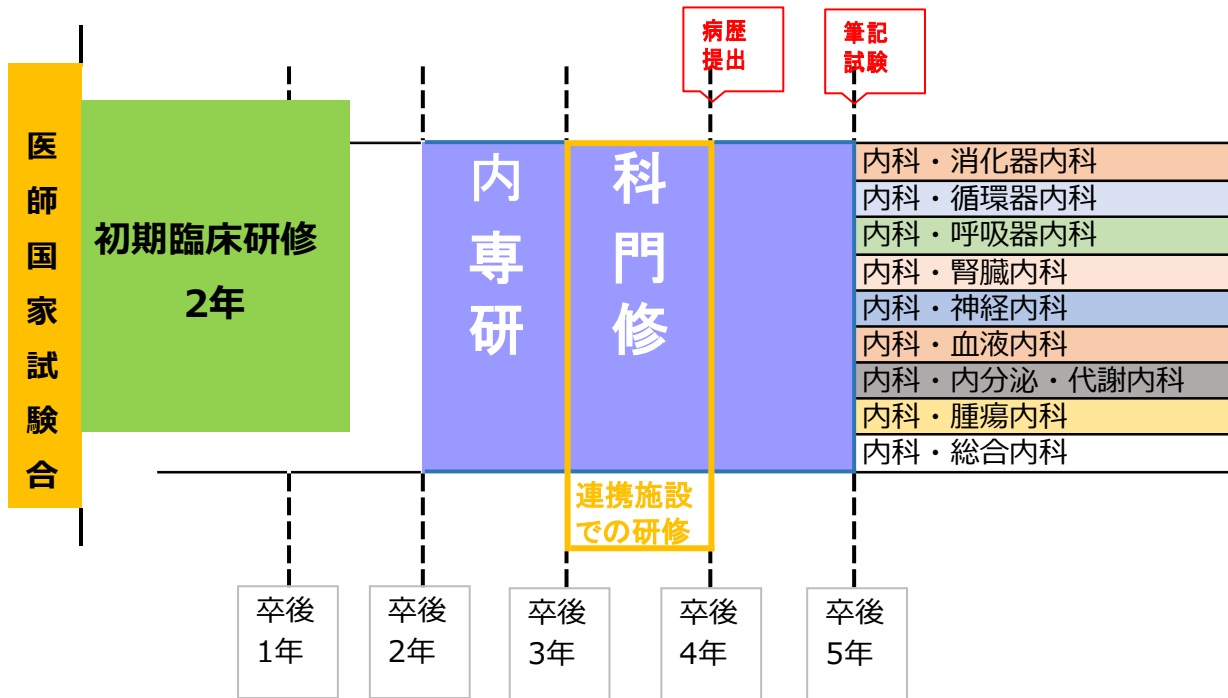 病歴
提出
筆記
試験
医
師
国
家
試
験
合
初期臨床研修
2年
内 科
専 門
研 修
連携施設
での研修
内科・消化器内科
内科・循環器内科
内科・呼吸器内科
内科・腎臓内科
内科・神経内科
内科・血液内科
内科・内分泌・代謝内科
内科・腫瘍内科
内科・総合内科
卒後
1年
卒後
2年
卒後
3年
卒後
4年
卒後
5年